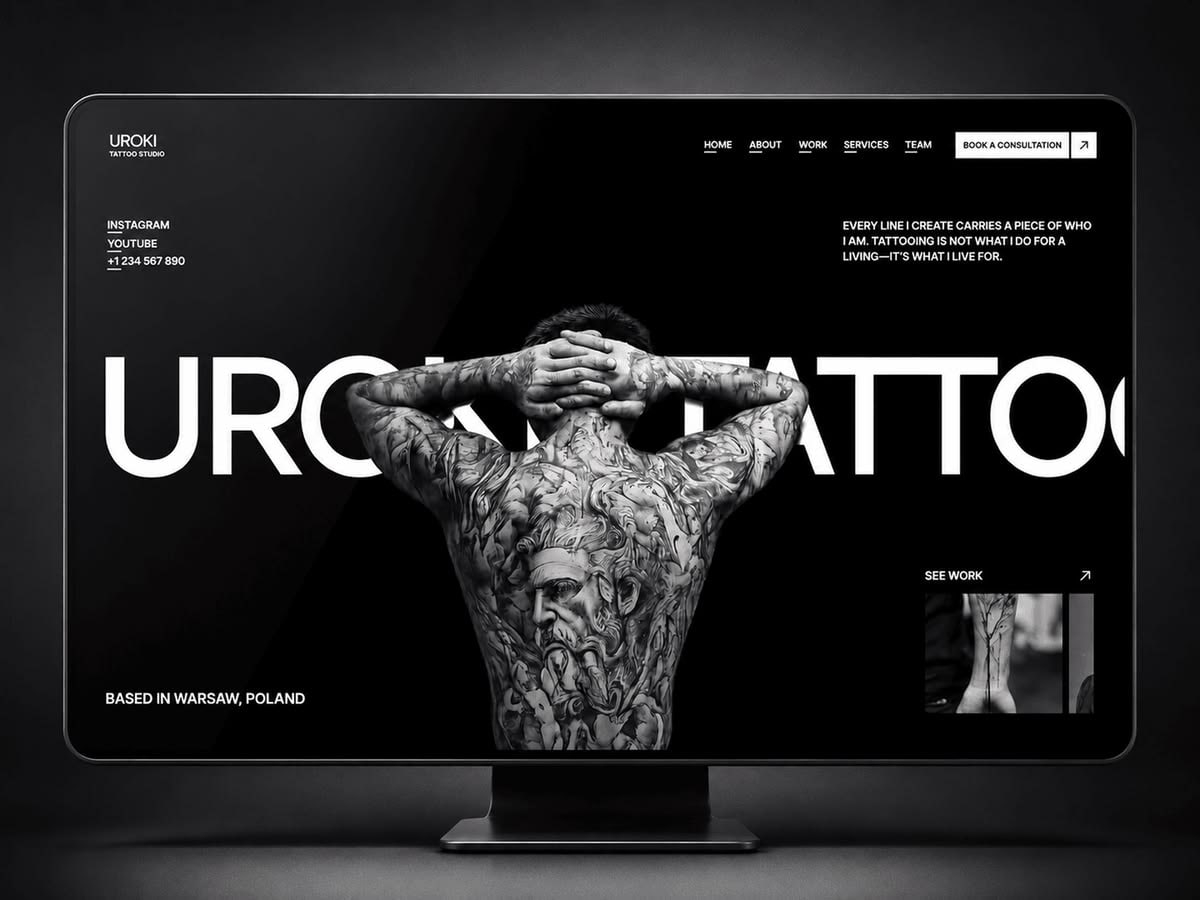 UROKI
TATTOO STUDIO
HOME ABOUT WORK SERVICES TEAM BOOK A CONSULTATION
INSTAGRAM
YOUTUBE
+1 234 567 890
EVERY LINE I CREATE CARRIES A PIECE OF WHO
I AM. TATTOOING IS NOT WHAT I DO FOR A
LIVING—IT'S WHAT I LIVE FOR.
UROKI TATTOO
SEE WORK
BASED IN WARSAW, POLAND